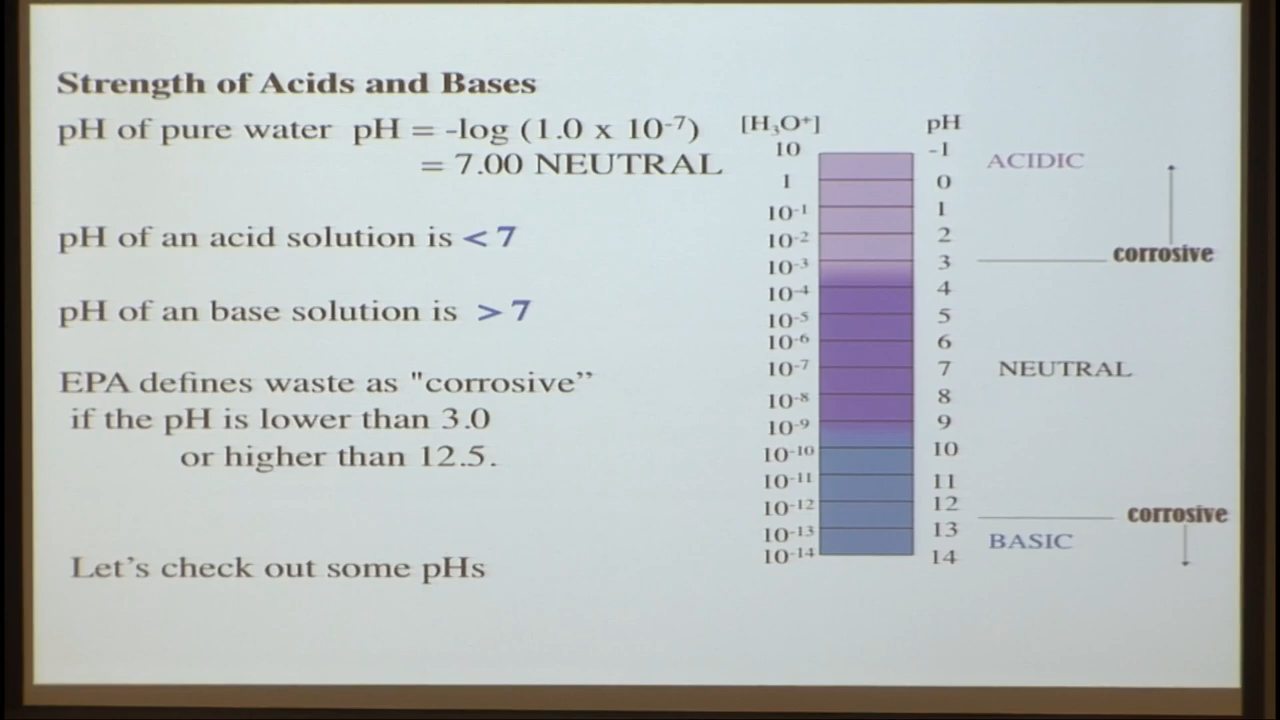 Strength of Acids and Bases
pH of pure water pH = -log (1.0 x 10⁻⁷)
= 7.00 NEUTRAL
pH of an acid solution is < 7
pH of an base solution is > 7
EPA defines waste as "corrosive”
if the pH is lower than 3.0
or higher than 12.5.
Let’s check out some pHs
[H₃O⁺] pH
10 -1
1 0
10⁻¹ 1
10⁻² 2
10⁻³ 3
10⁻⁴ 4
10⁻⁵ 5
10⁻⁶ 6
10⁻⁷ 7
10⁻⁸ 8
10⁻⁹ 9
10⁻¹⁰ 10
10⁻¹¹ 11
10⁻¹² 12
10⁻¹³ 13
10⁻¹⁴ 14
ACIDIC
corrosive
NEUTRAL
corrosive
BASIC